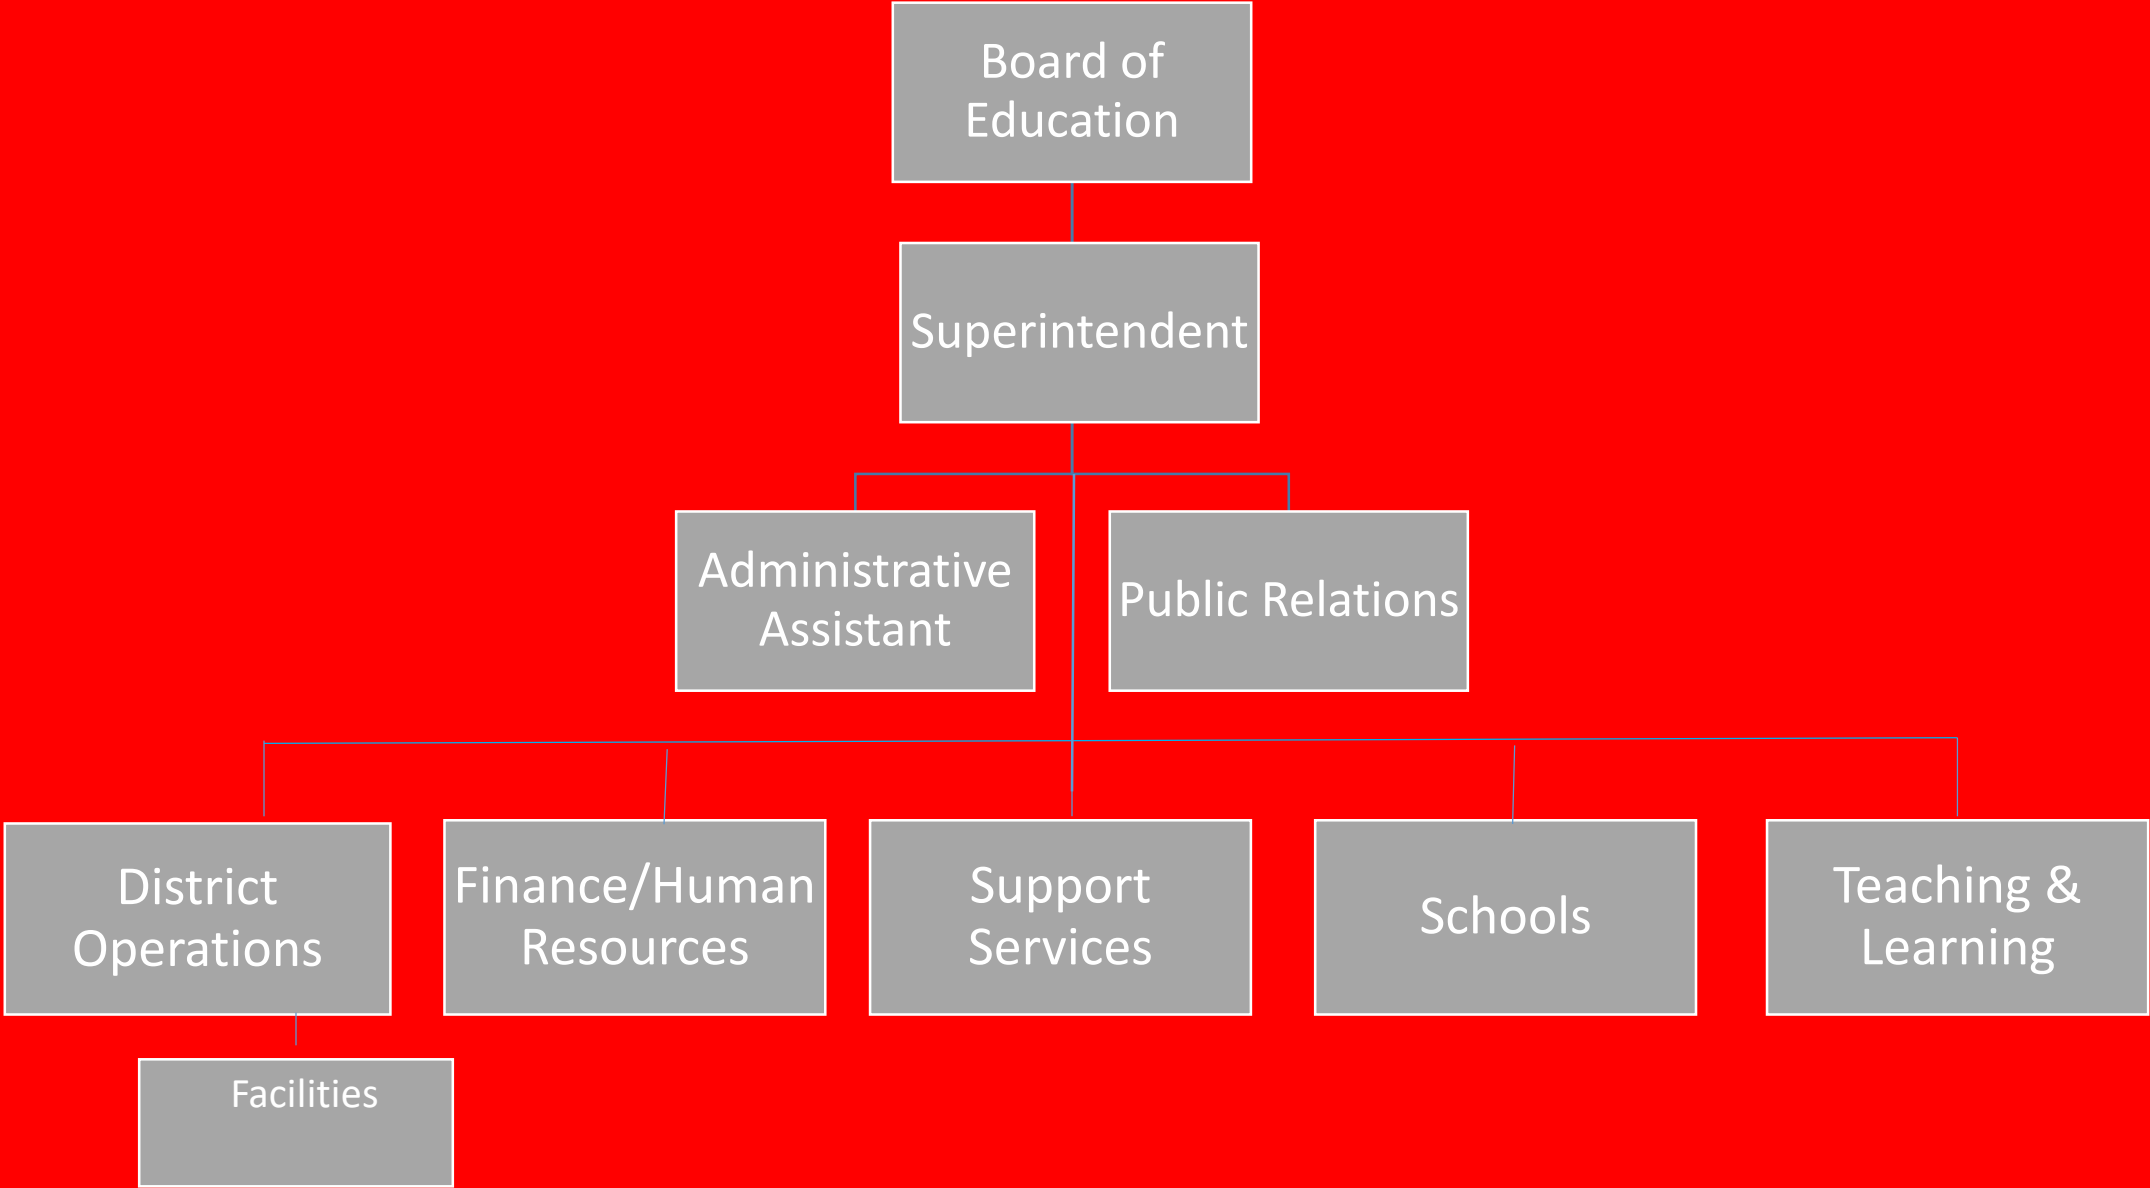 Board of
Education
Superintendent
Administrative
Assistant
Public Relations
District
Operations
Finance/Human
Resources
Support
Services
Schools
Teaching &
Learning
Facilities